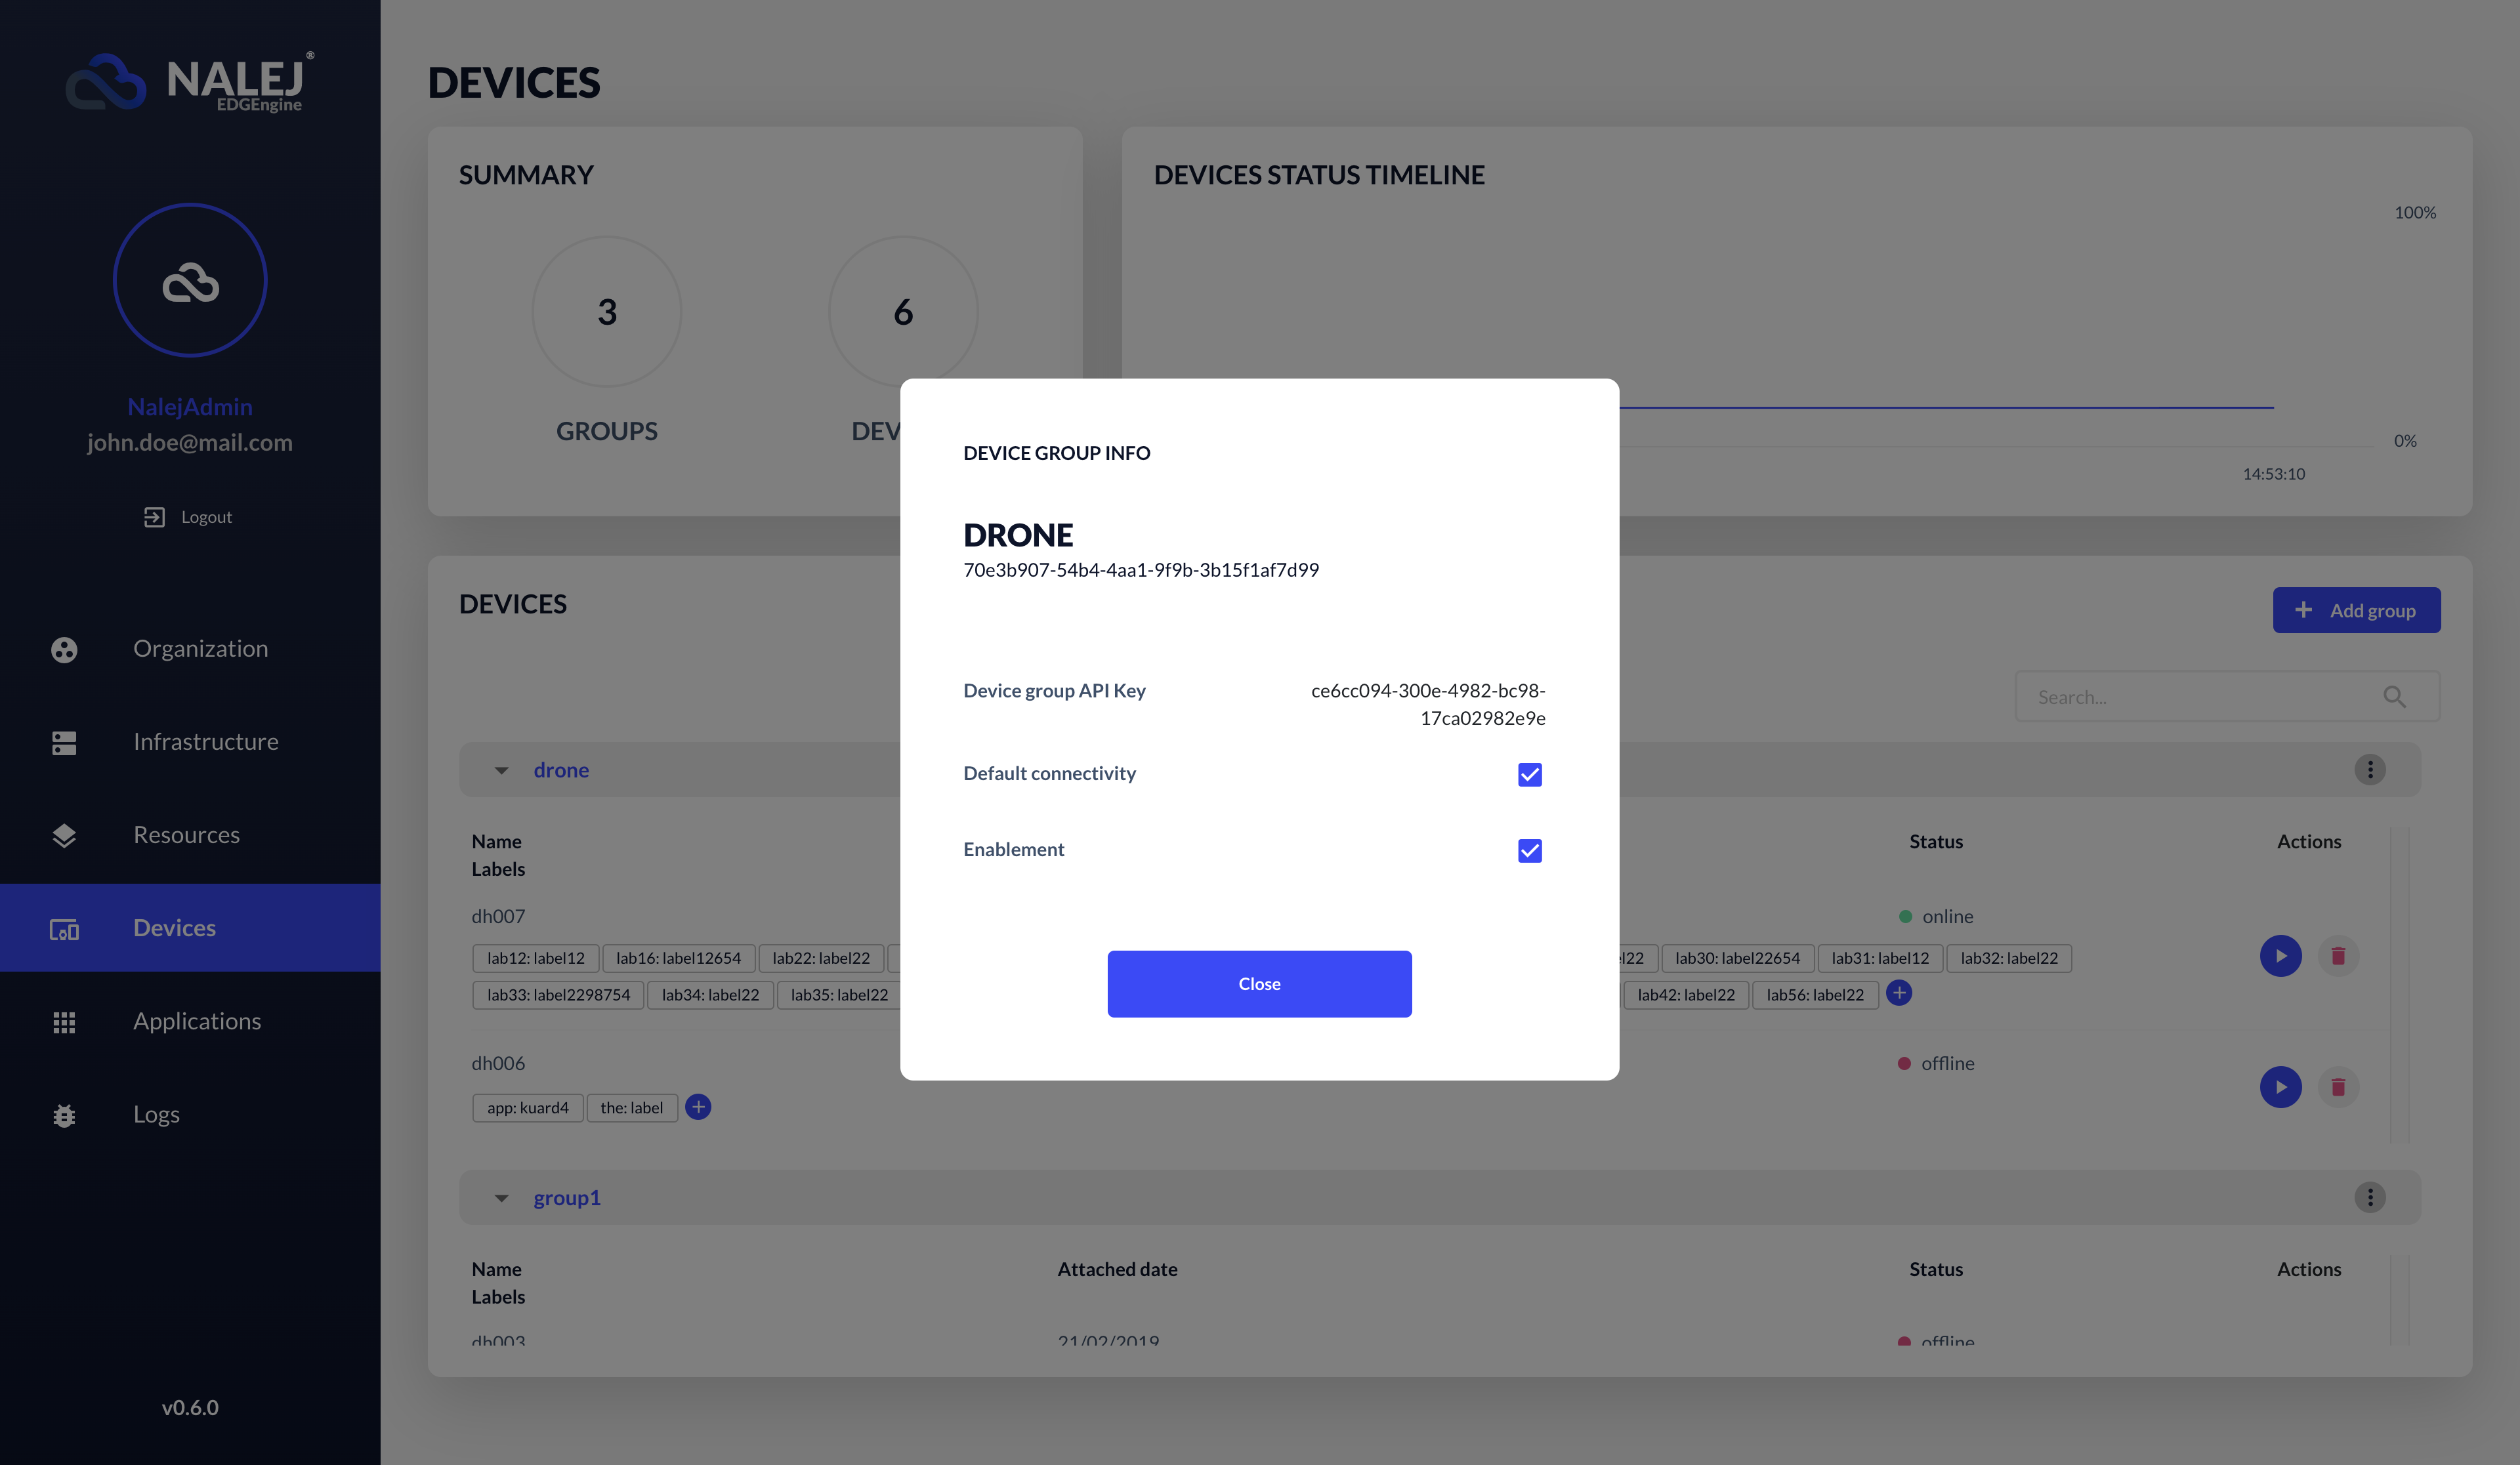 NALEJ®
EDGEngine
NalejAdmin
john.doe@mail.com
Logout
Organization
Infrastructure
Resources
Devices
Applications
Logs
v0.6.0
DEVICES
SUMMARY
3
6
GROUPS
DEV
DEVICES STATUS TIMELINE
100%
0%
14:53:10
DEVICE GROUP INFO
DRONE
70e3b907-54b4-4aa1-9f9b-3b15f1af7d99
Device group API Key
ce6cc094-300e-4982-bc98-
17ca02982e9e
Default connectivity
Enablement
Close
DEVICES
Add group
Search...
drone
Name
Labels
Status
Actions
dh007
online
lab12: label12 lab16: label12654 lab22: label22 l22 lab30: label22654 lab31: label12 lab32: label22
lab33: label2298754 lab34: label22 lab35: label22 lab42: label22 lab56: label22
dh006
offline
app: kuard4 the: label
group1
Name
Labels
Attached date
Status
Actions
dh003
21/02/2019
offline